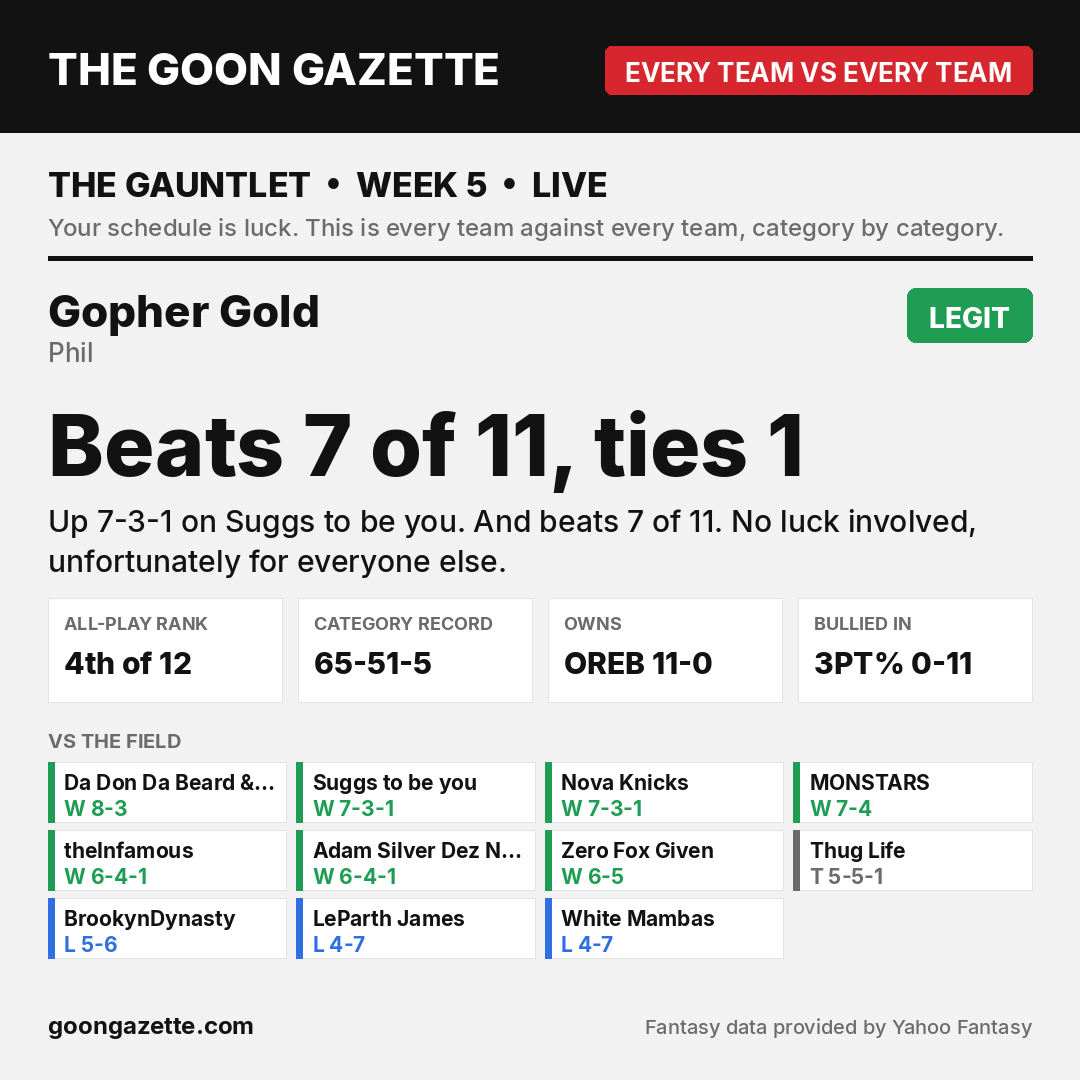 THE GOON GAZETTE
EVERY TEAM VS EVERY TEAM
THE GAUNTLET • WEEK 5 • LIVE
Your schedule is luck. This is every team against every team, category by category.
Gopher Gold
LEGIT
Phil
Beats 7 of 11, ties 1
Up 7-3-1 on Suggs to be you. And beats 7 of 11. No luck involved,
unfortunately for everyone else.
ALL-PLAY RANK
4th of 12
CATEGORY RECORD
65-51-5
OWNS
OREB 11-0
BULLIED IN
3PT% 0-11
VS THE FIELD
Da Don Da Beard &...
W 8-3
Suggs to be you
W 7-3-1
Nova Knicks
W 7-3-1
MONSTARS
W 7-4
theInfamous
W 6-4-1
Adam Silver Dez N...
W 6-4-1
Zero Fox Given
W 6-5
Thug Life
T 5-5-1
BrookynDynasty
L 5-6
LeParth James
L 4-7
White Mambas
L 4-7
goongazette.com
Fantasy data provided by Yahoo Fantasy